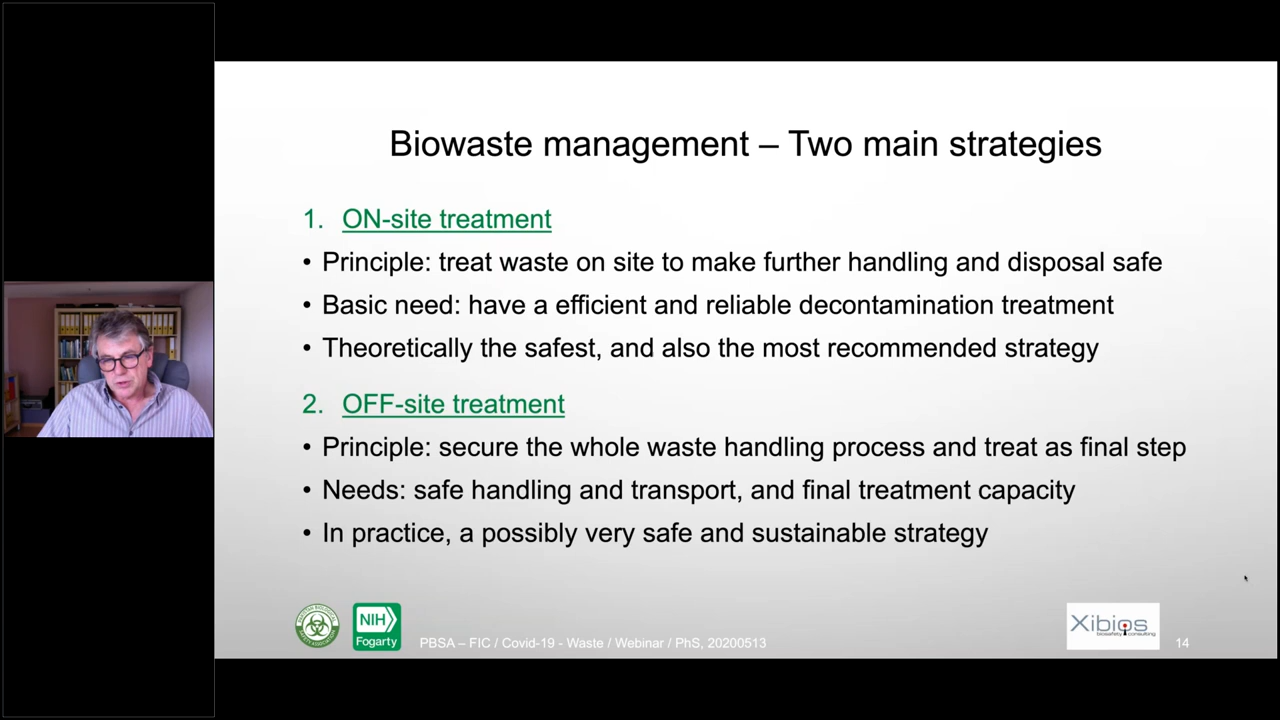 Biowaste management – Two main strategies
1. ON-site treatment
• Principle: treat waste on site to make further handling and disposal safe
• Basic need: have a efficient and reliable decontamination treatment
• Theoretically the safest, and also the most recommended strategy
2. OFF-site treatment
• Principle: secure the whole waste handling process and treat as final step
• Needs: safe handling and transport, and final treatment capacity
• In practice, a possibly very safe and sustainable strategy
NIH
Fogarty
PBSA – FIC / Covid-19 - Waste / Webinar / PhS, 20200513
Xibios
biosafety consulting
14